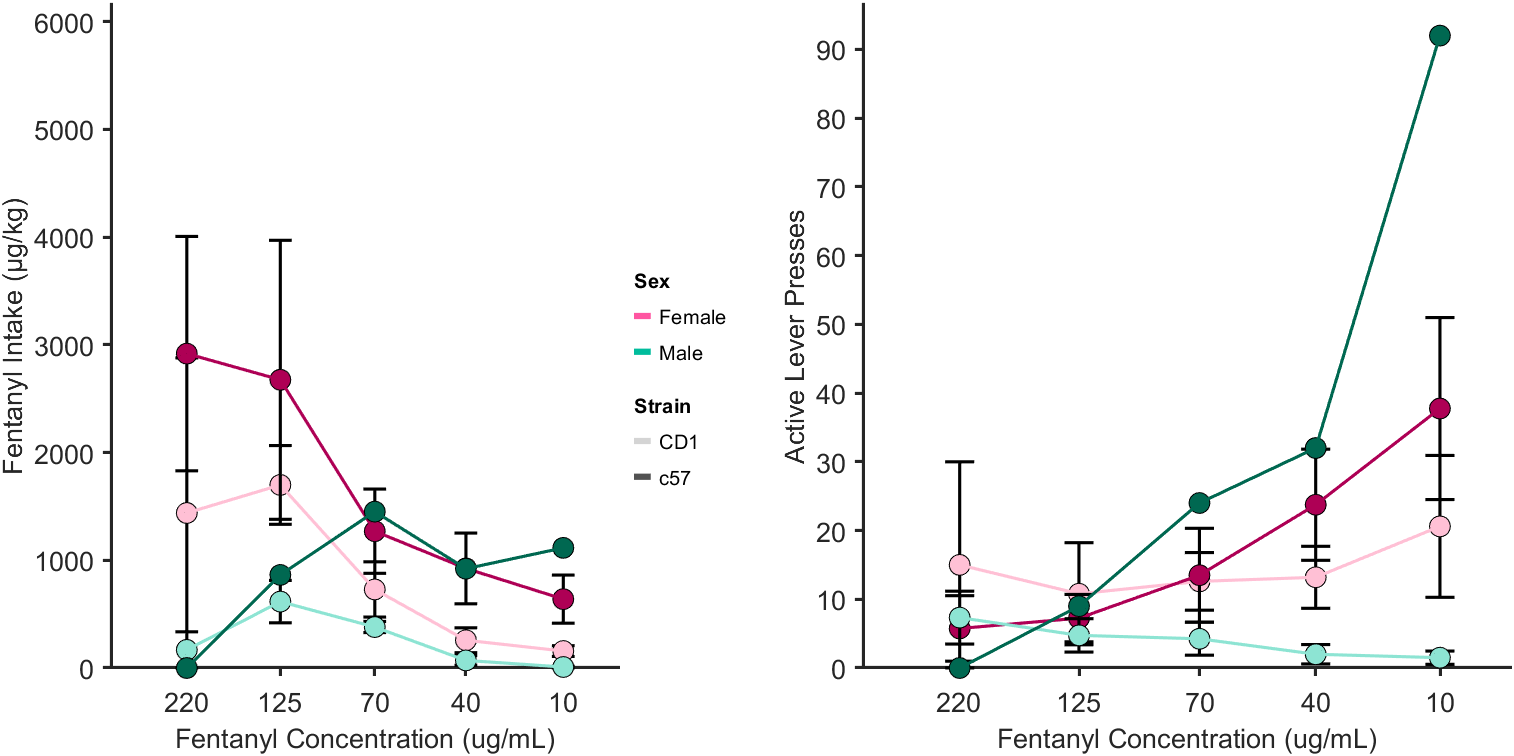 Fentanyl Intake (µg/kg)
6000
5000
4000
3000
2000
1000
0
220 125 70 40 10
Fentanyl Concentration (ug/mL)
Sex
Female
Male
Strain
CD1
c57
Active Lever Presses
90
80
70
60
50
40
30
20
10
0
220 125 70 40 10
Fentanyl Concentration (ug/mL)